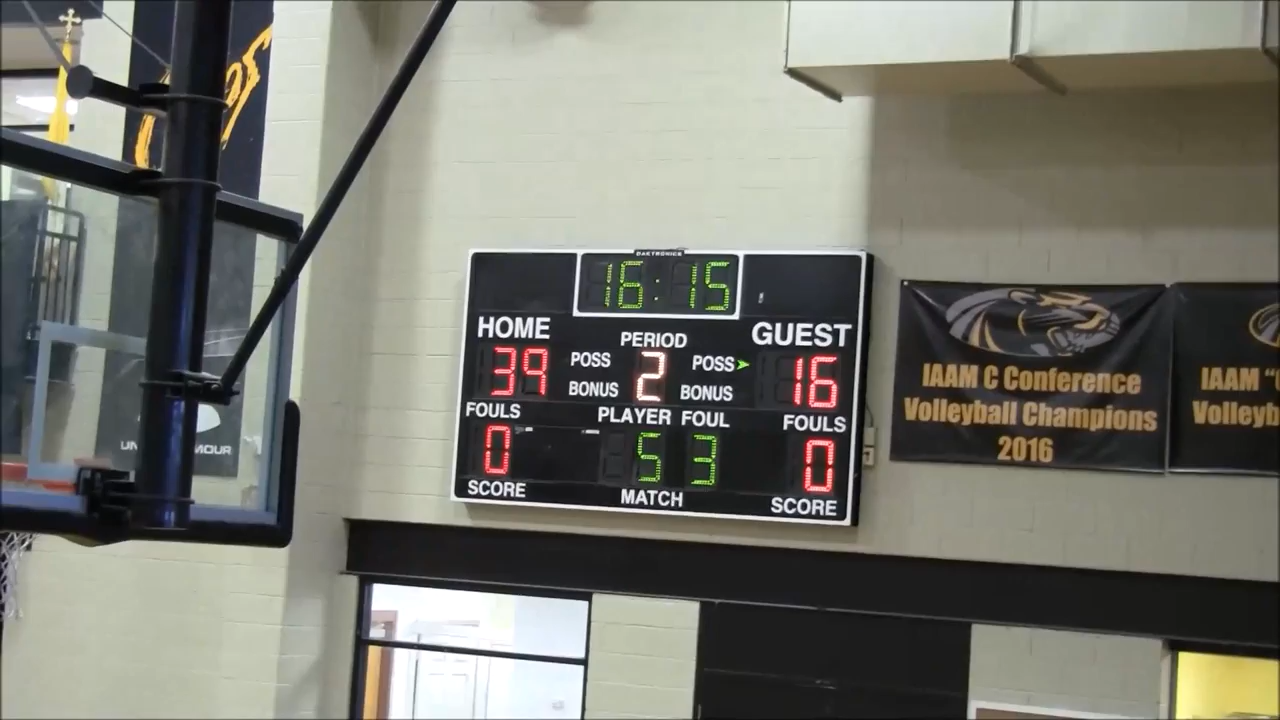 DAKTRONICS
16:15
HOME
PERIOD
GUEST
39
POSS
2
POSS
16
BONUS
BONUS
FOULS
PLAYER FOUL
FOULS
0
5
3
0
SCORE
MATCH
SCORE
IAAM C Conference
Volleyball Champions
2016
IAAM "
Volleyb